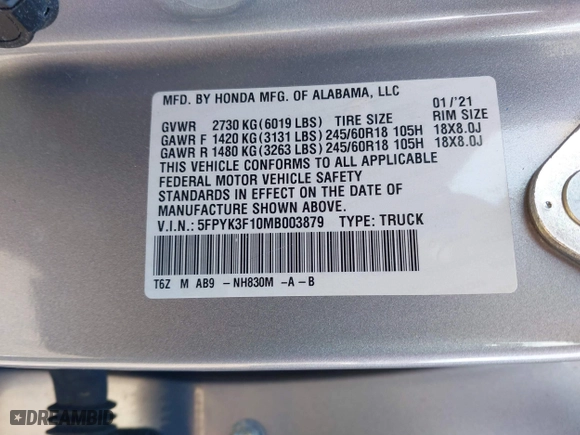 MFD. BY HONDA MFG. OF ALABAMA, LLC
GVWR 2730 KG (6019 LBS) TIRE SIZE 01/'21 RIM SIZE
GAWR F 1420 KG (3131 LBS) 245/60R18 105H 18X8.0J
GAWR R 1480 KG (3263 LBS) 245/60R18 105H 18X8.0J
THIS VEHICLE CONFORMS TO ALL APPLICABLE
FEDERAL MOTOR VEHICLE SAFETY
STANDARDS IN EFFECT ON THE DATE OF
MANUFACTURE SHOWN ABOVE.
V.I.N.: 5FPYK3F10MB003879 TYPE: TRUCK
T6Z M AB9 -NH830M -A-B
DREAMBID